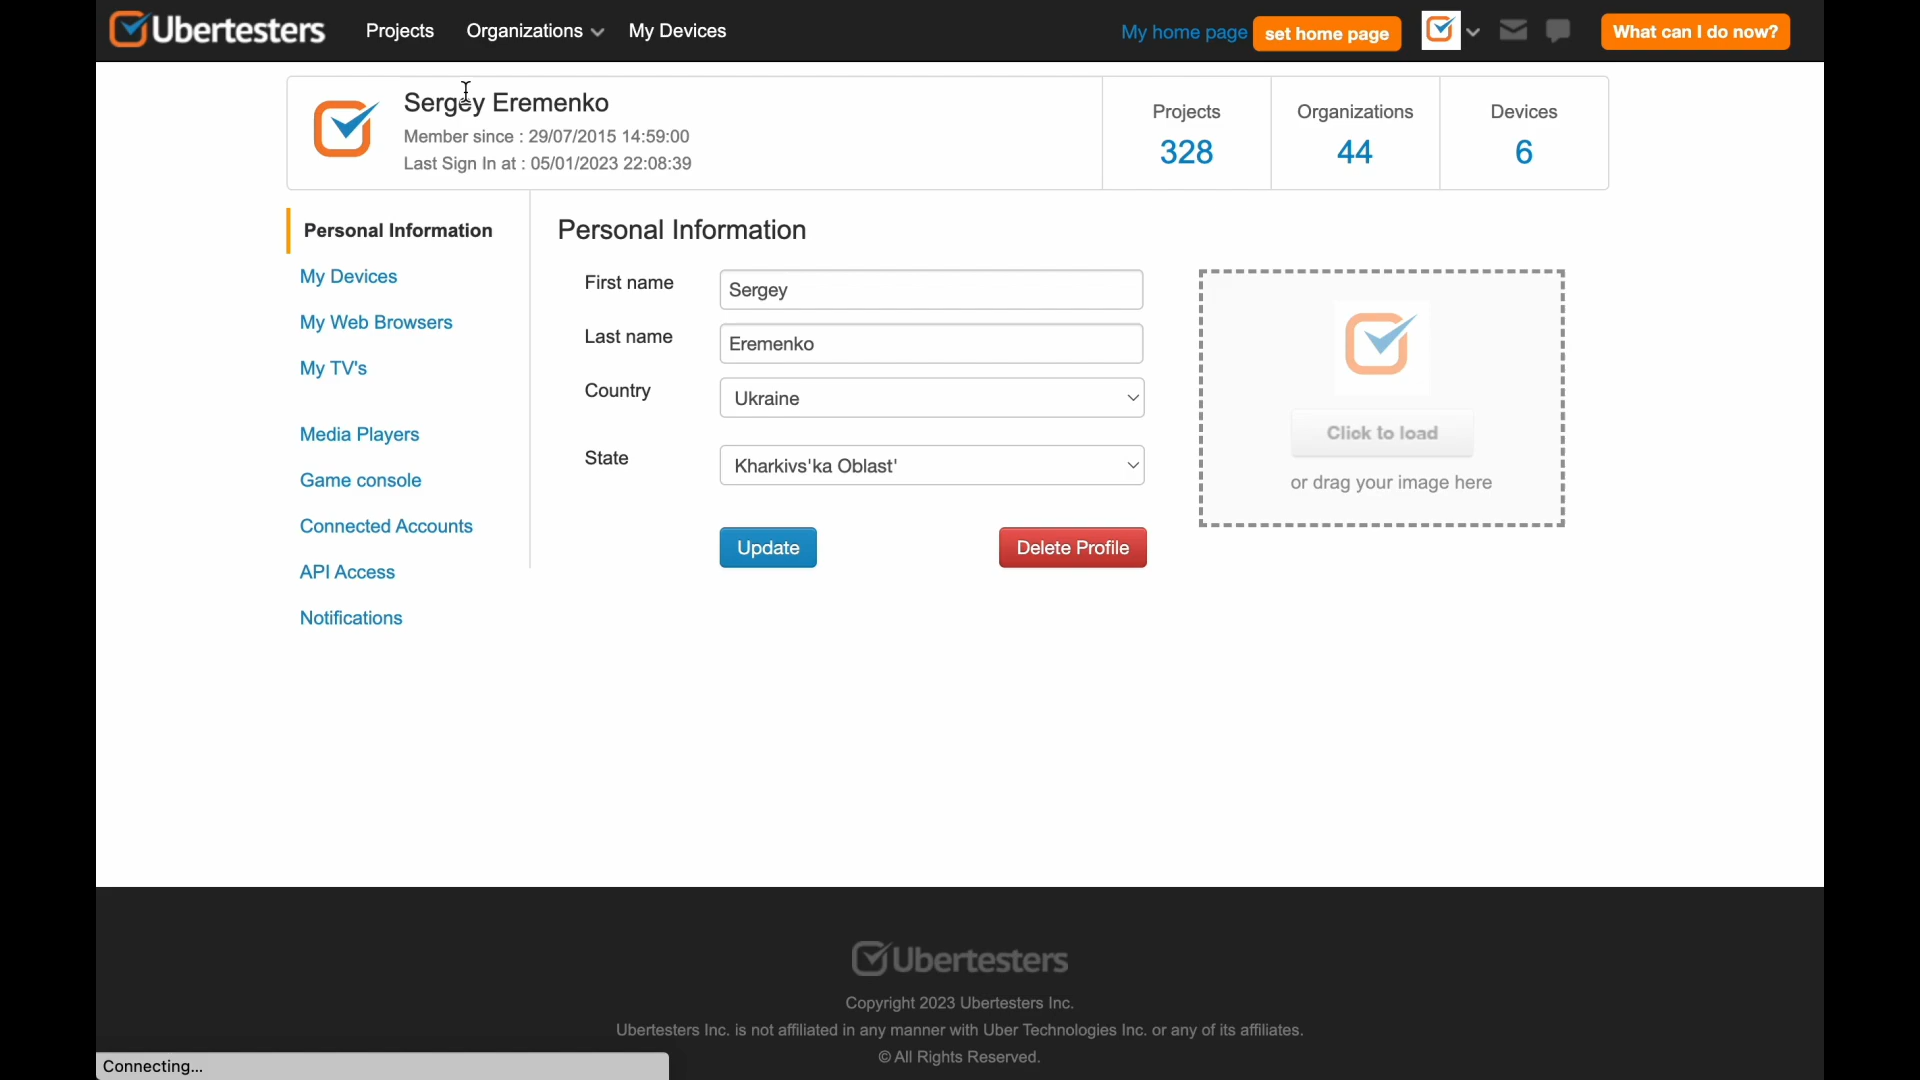 Ubertesters Projects Organizations My Devices My home page set home page What can I do now?
Sergey Eremenko
Member since : 29/07/2015 14:59:00
Last Sign In at : 05/01/2023 22:08:39
Projects
328
Organizations
44
Devices
6
Personal Information
My Devices
My Web Browsers
My TV's
Media Players
Game console
Connected Accounts
API Access
Notifications
Personal Information
First name Sergey
Last name Eremenko
Country Ukraine
State Kharkivs'ka Oblast'
Update Delete Profile
Click to load
or drag your image here
Ubertesters
Copyright 2023 Ubertesters Inc.
Ubertesters Inc. is not affiliated in any manner with Uber Technologies Inc. or any of its affiliates.
© All Rights Reserved.
Connecting...